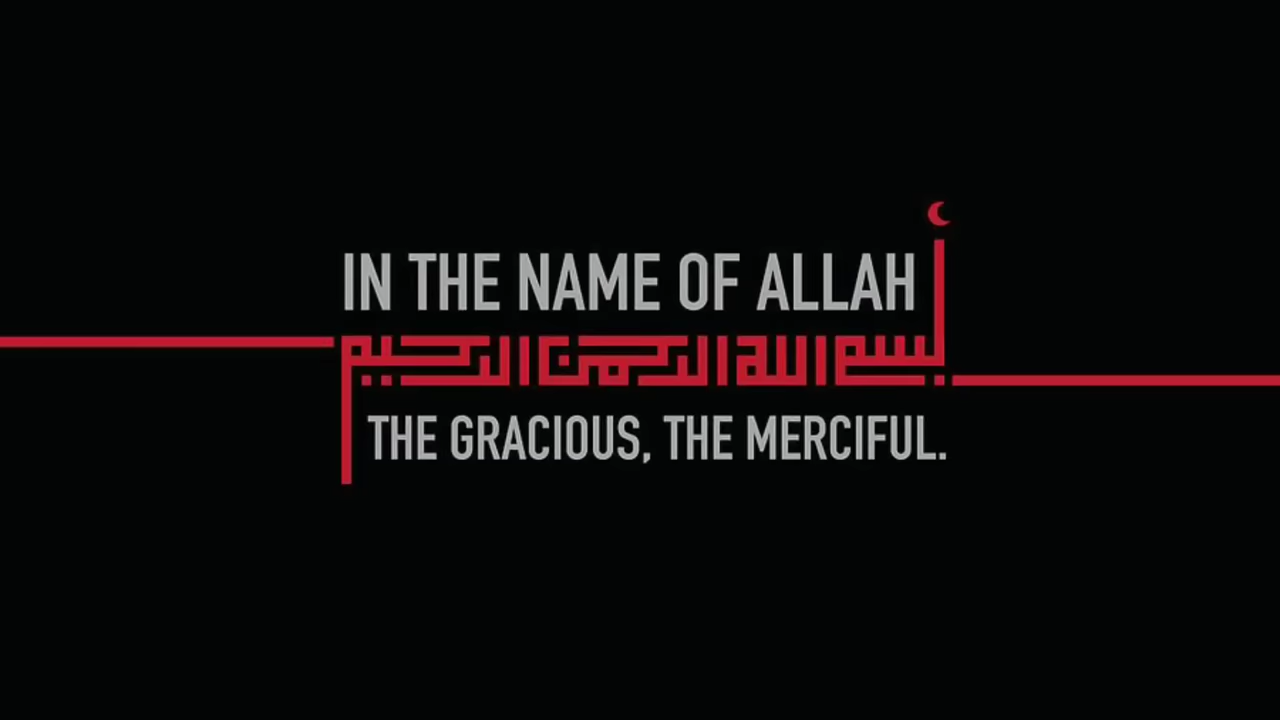 IN THE NAME OF ALLAH
بسم الله الرحمن الرحيم
THE GRACIOUS, THE MERCIFUL.